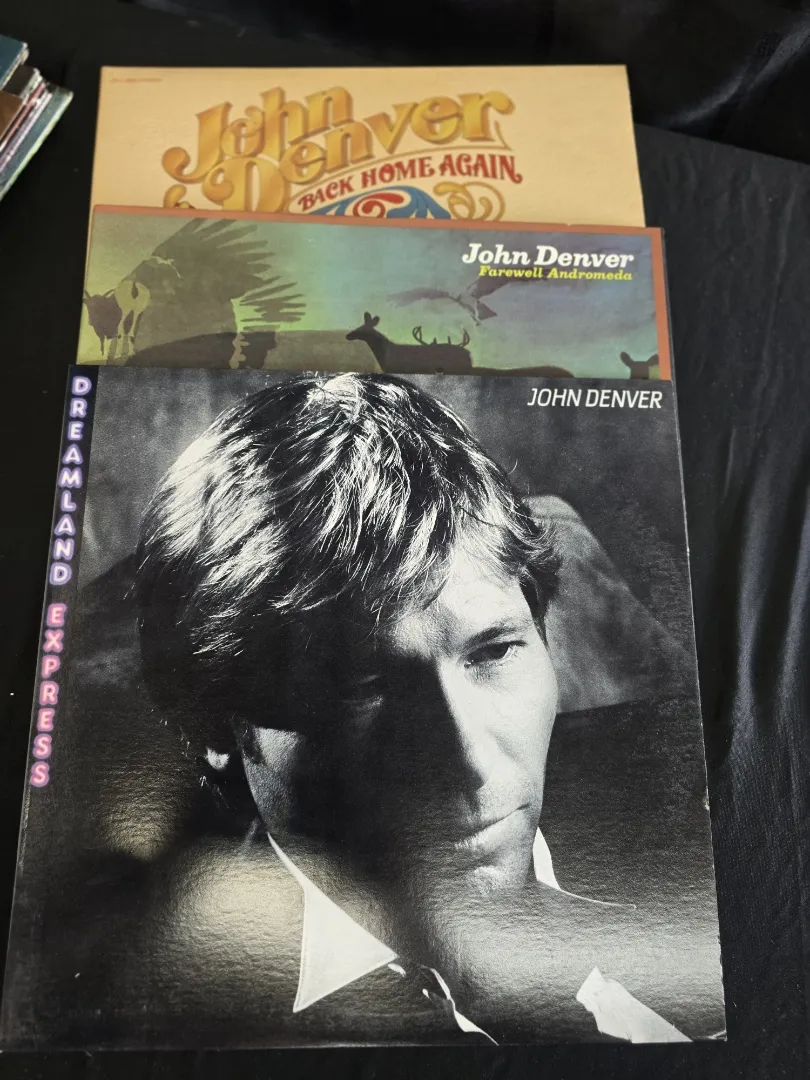 John
Denver
BACK HOME AGAIN
John Denver
Farewell Andromeda
JOHN DENVER
DREAMLAND EXPRESS